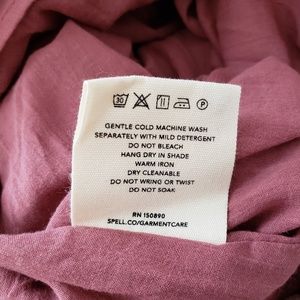 30 P
GENTLE COLD MACHINE WASH
SEPARATELY WITH MILD DETERGENT
DO NOT BLEACH
HANG DRY IN SHADE
WARM IRON
DRY CLEANABLE
DO NOT WRING OR TWIST
DO NOT SOAK
RN 150890
SPELL.CO/GARMENTCARE